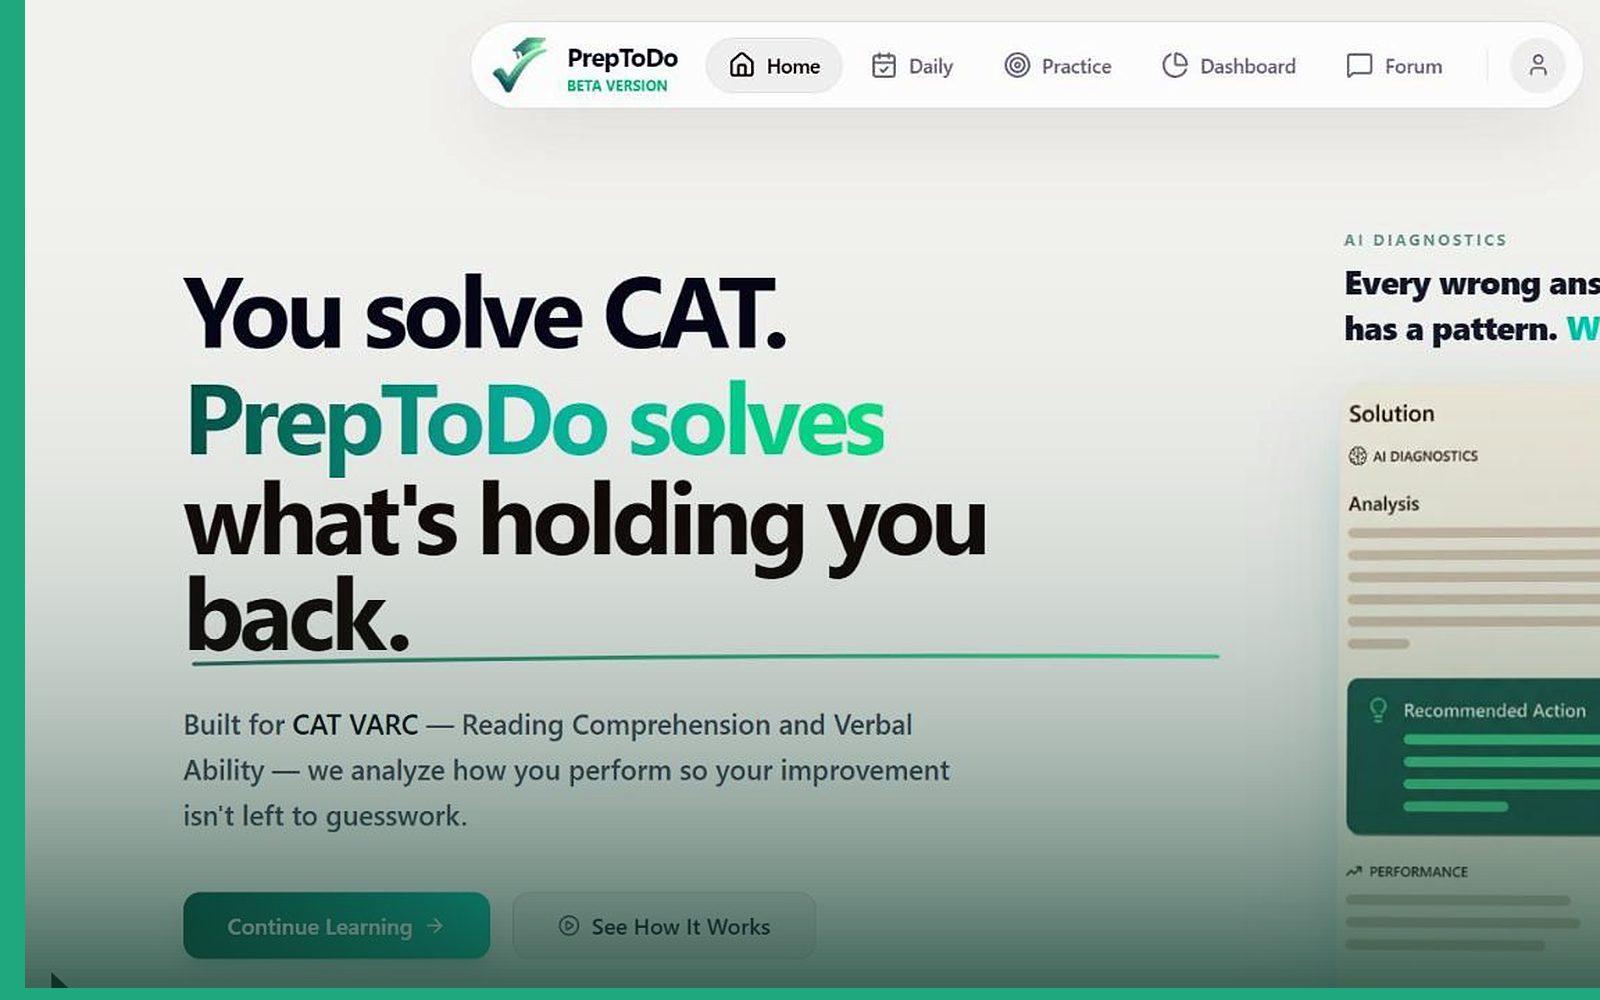 PrepToDo
BETA VERSION
Home
Daily
Practice
Dashboard
Forum
You solve CAT.
PrepToDo solves
what's holding you
back.
Built for CAT VARC — Reading Comprehension and Verbal
Ability — we analyze how you perform so your improvement
isn't left to guesswork.
Continue Learning →
See How It Works
AI DIAGNOSTICS
Every wrong ans
has a pattern. W
Solution
AI DIAGNOSTICS
Analysis
Recommended Action
PERFORMANCE